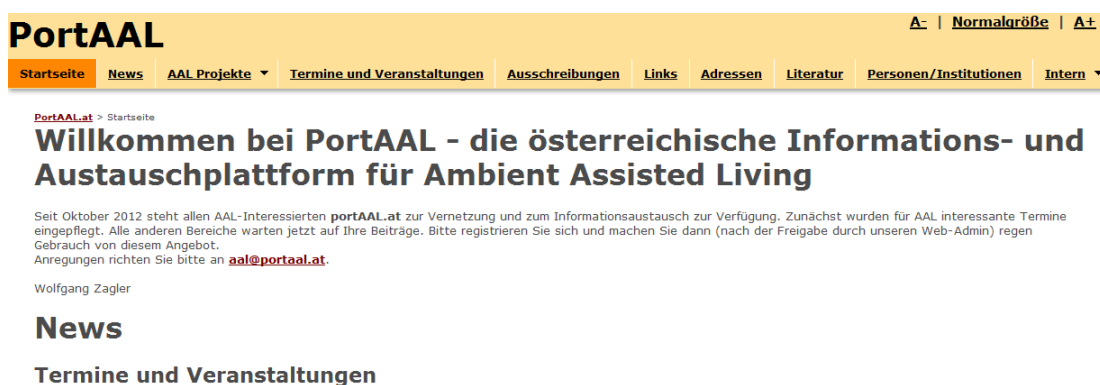 A- | Normalgröße | A+
PortAAL
Startseite News AAL Projekte Termine und Veranstaltungen Ausschreibungen Links Adressen Literatur Personen/Institutionen Intern
PortAAL.at > Startseite
Willkommen bei PortAAL - die österreichische Informations- und
Austauschplattform für Ambient Assisted Living
Seit Oktober 2012 steht allen AAL-Interessierten portAAL.at zur Vernetzung und zum Informationsaustausch zur Verfügung. Zunächst wurden für AAL interessante Termine
eingepflegt. Alle anderen Bereiche warten jetzt auf Ihre Beiträge. Bitte registrieren Sie sich und machen Sie dann (nach der Freigabe durch unseren Web-Admin) regen
Gebrauch von diesem Angebot.
Anregungen richten Sie bitte an aal@portaal.at.
Wolfgang Zagler
News
Termine und Veranstaltungen